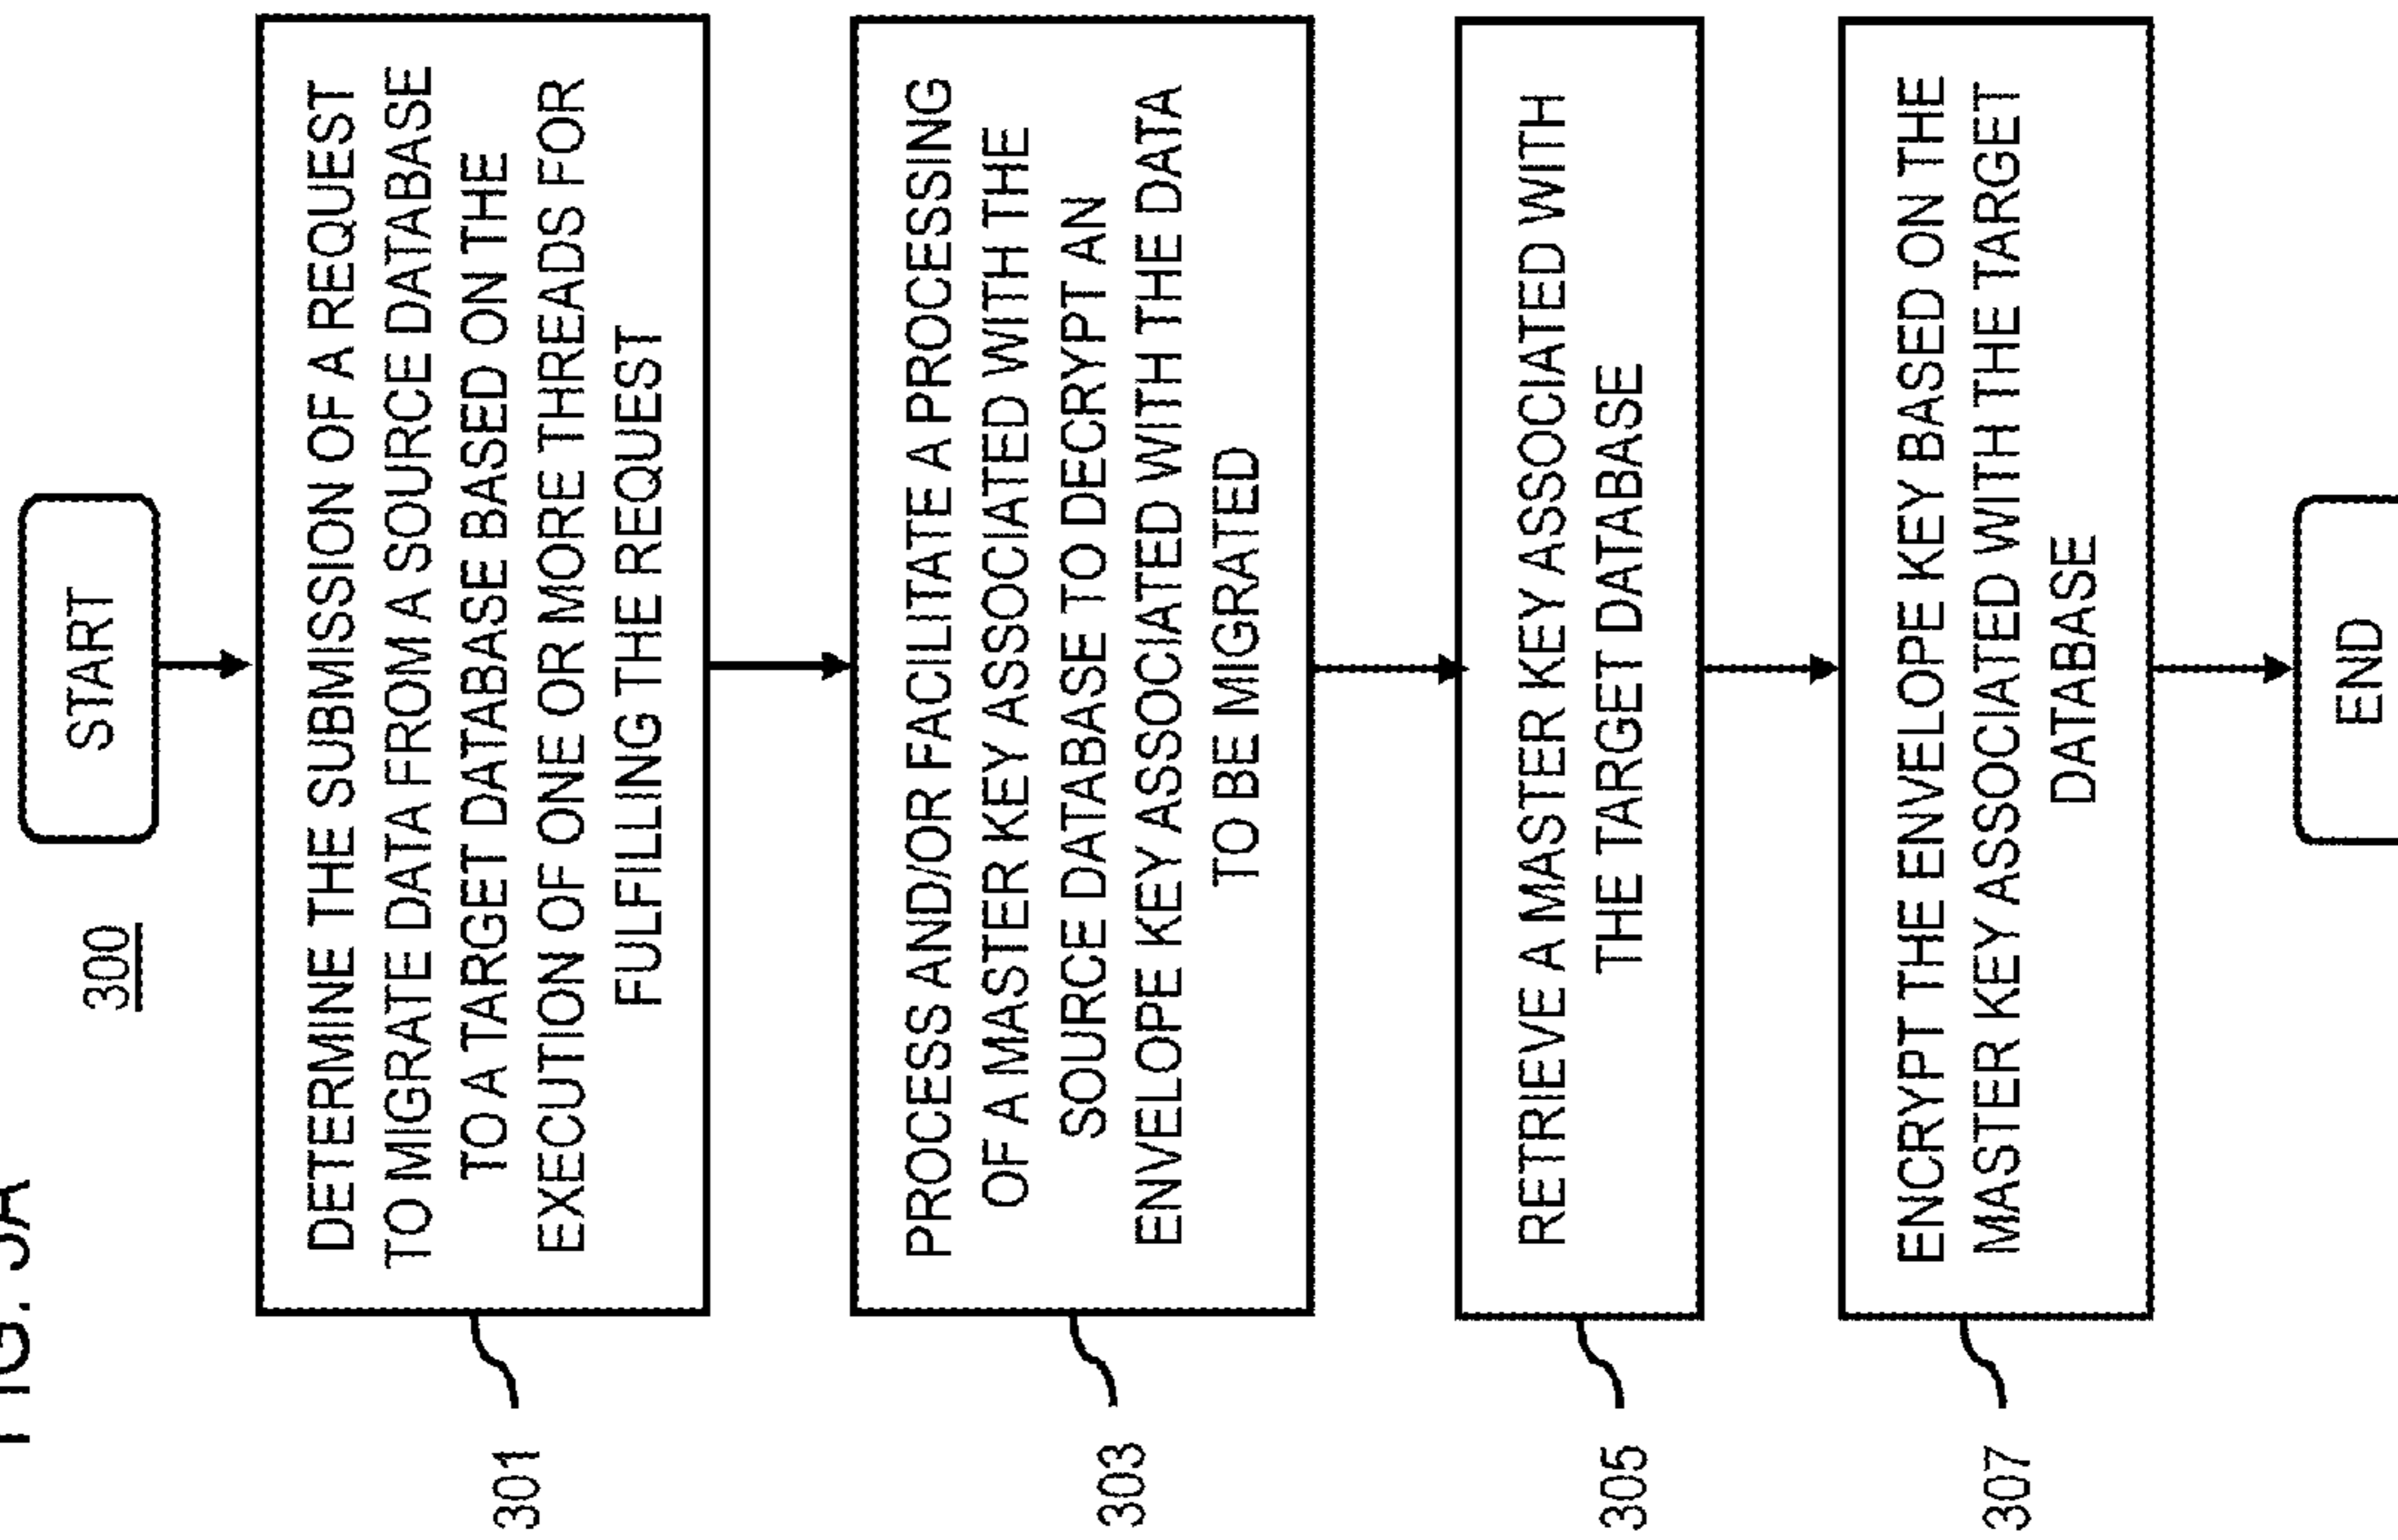 FIG. 3A
300
START
DETERMINE THE SUBMISSION OF A REQUEST
TO MIGRATE DATA FROM A SOURCE DATABASE
TO A TARGET DATABASE BASED ON THE
EXECUTION OF ONE OR MORE THREADS FOR
FULFILLING THE REQUEST
301
PROCESS AND/OR FACILITATE A PROCESSING
OF A MASTER KEY ASSOCIATED WITH THE
SOURCE DATABASE TO DECRYPT AN
ENVELOPE KEY ASSOCIATED WITH THE DATA
TO BE MIGRATED
303
RETRIEVE A MASTER KEY ASSOCIATED WITH
THE TARGET DATABASE
305
ENCRYPT THE ENVELOPE KEY BASED ON THE
MASTER KEY ASSOCIATED WITH THE TARGET
DATABASE
307
END